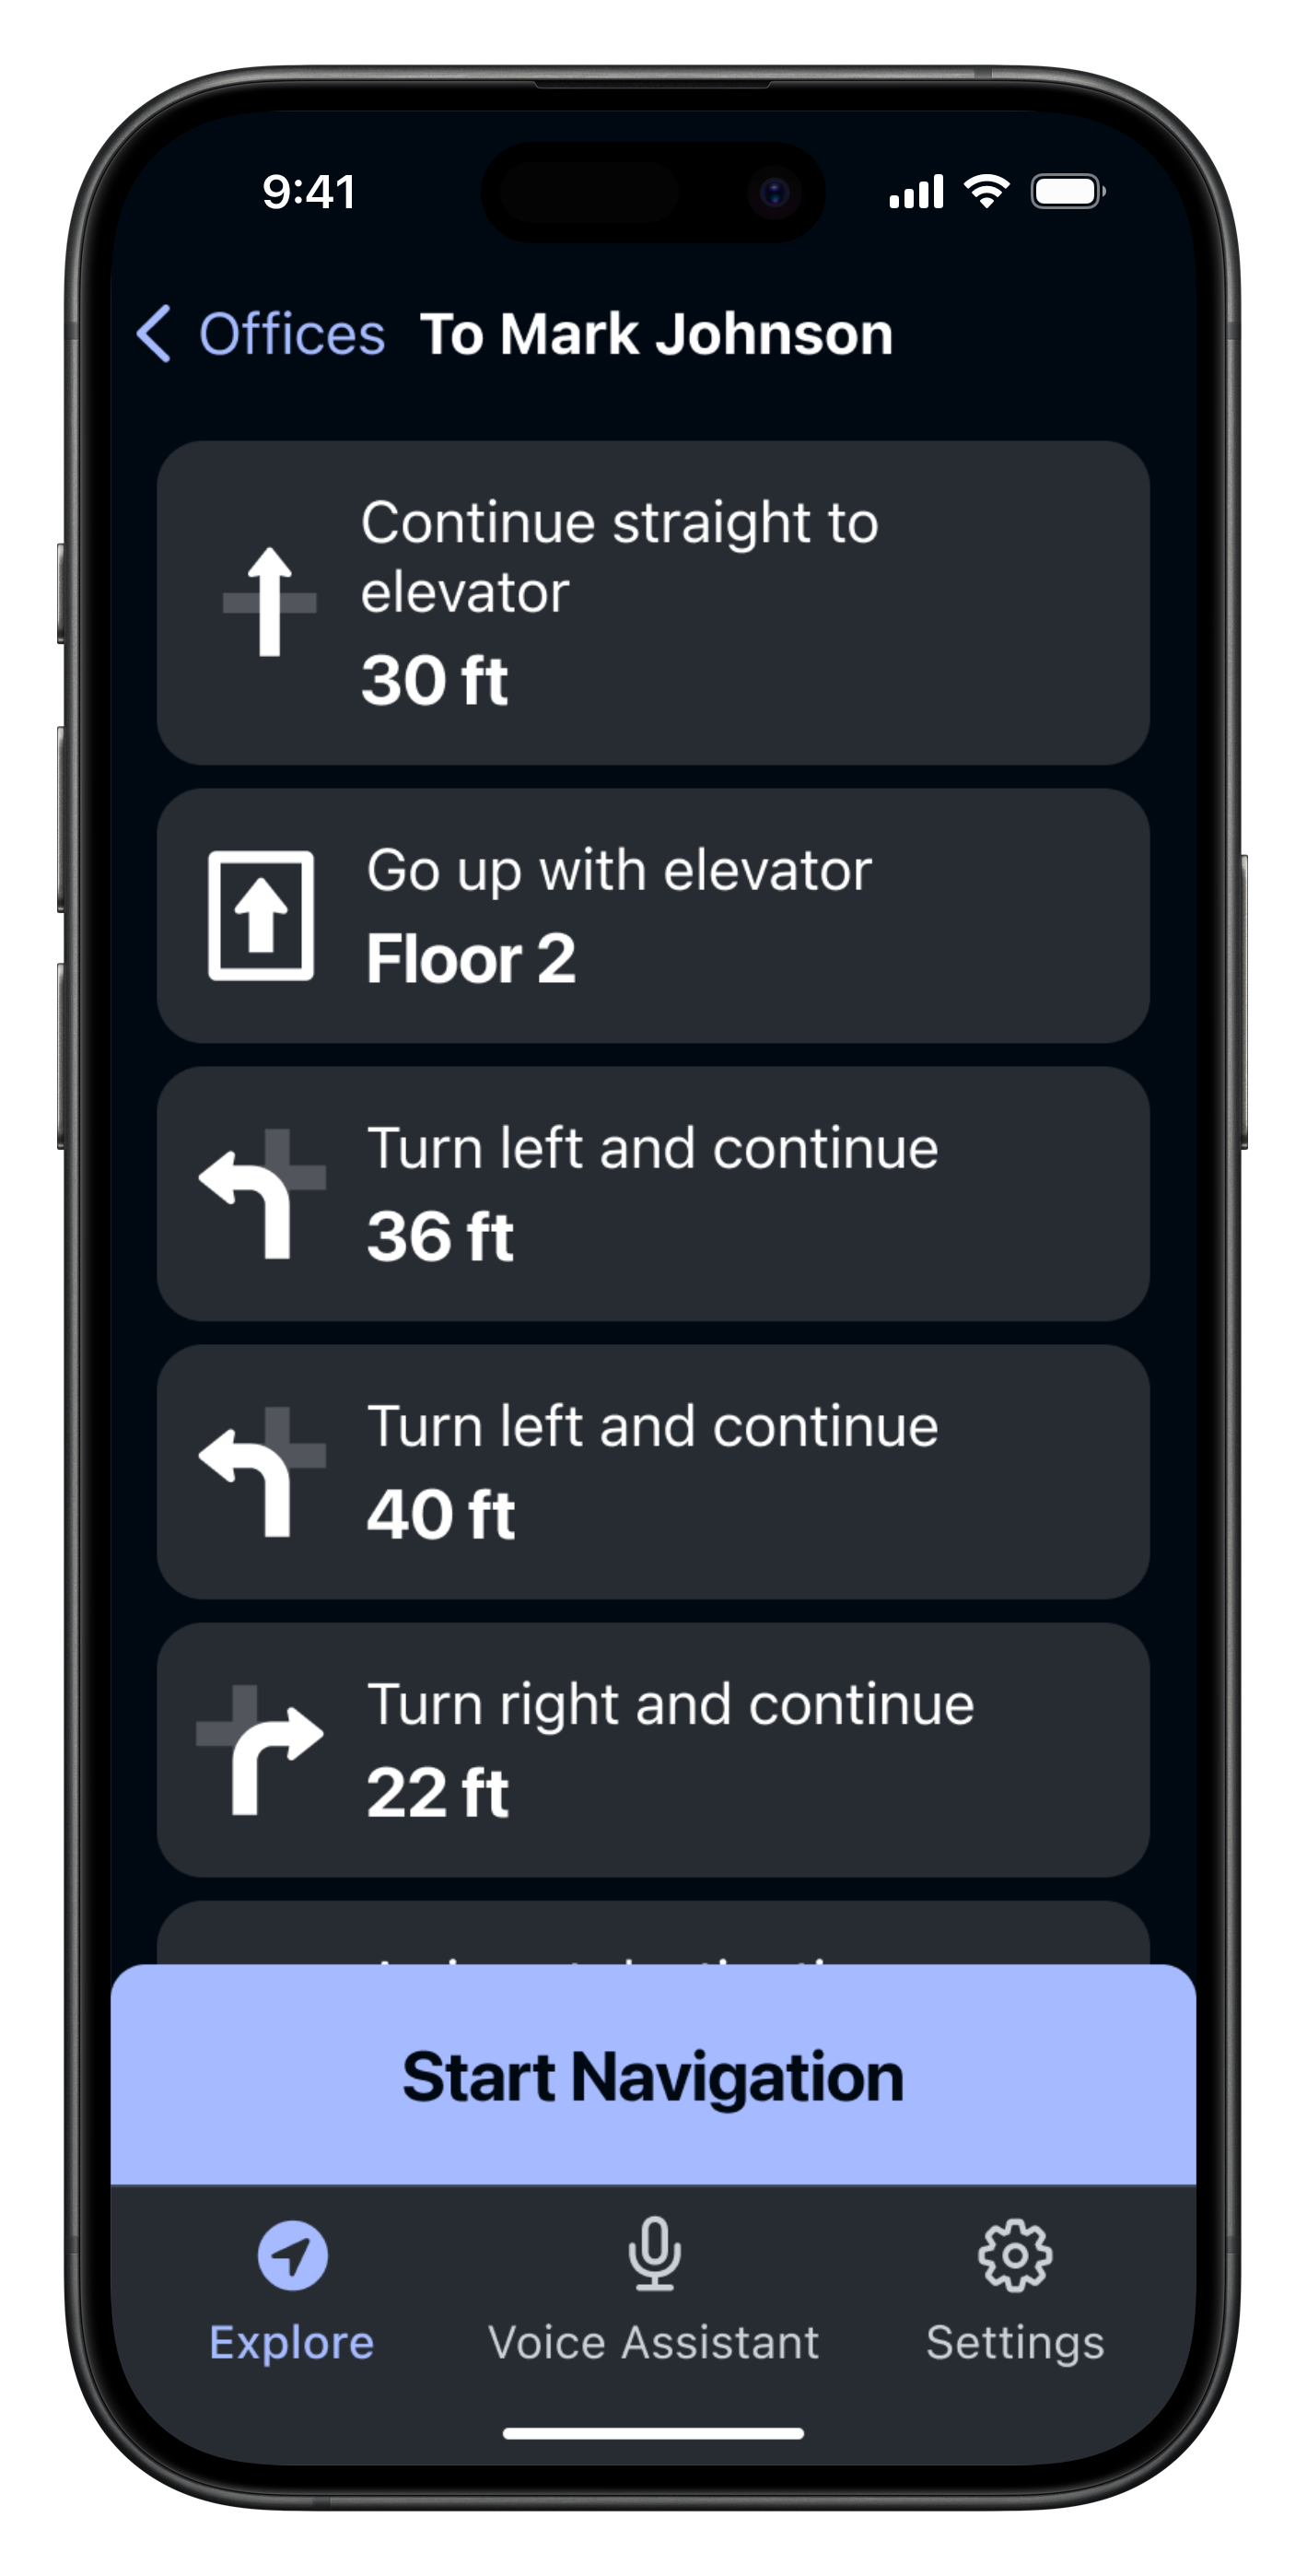 9:41
Offices To Mark Johnson
Continue straight to
elevator
30 ft
Go up with elevator
Floor 2
Turn left and continue
36 ft
Turn left and continue
40 ft
Turn right and continue
22 ft
Start Navigation
Explore Voice Assistant Settings